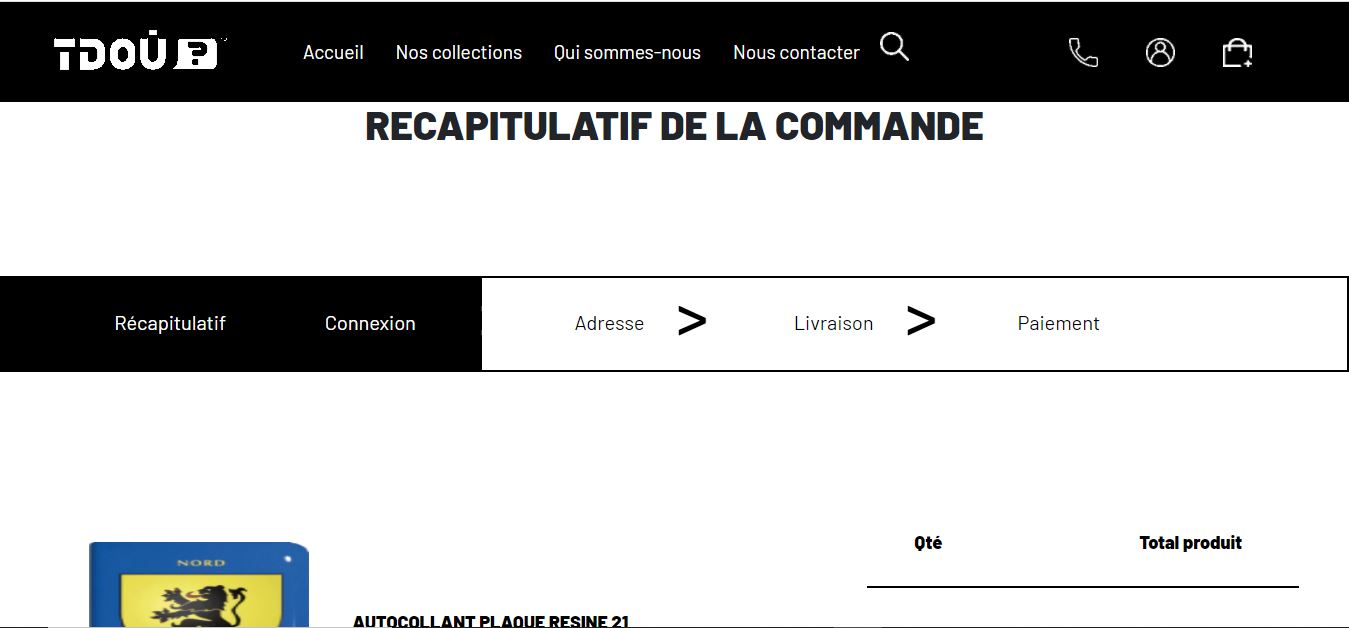 TDOÙ ?
Accueil Nos collections Qui sommes-nous Nous contacter
RECAPITULATIF DE LA COMMANDE
Récapitulatif Connexion Adresse > Livraison > Paiement
Qté Total produit
NORD
AUTOCOLLANT PLAQUE RESINE 21